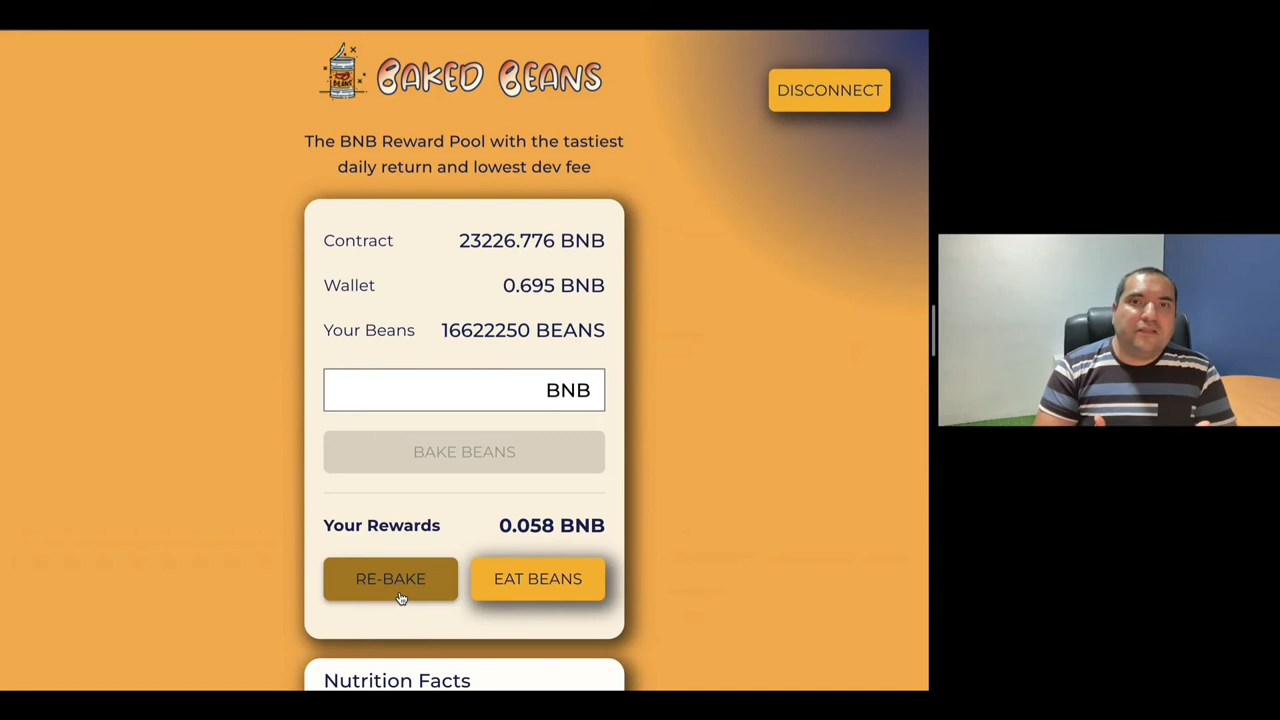 BEANS
BAKED BEANS
DISCONNECT
The BNB Reward Pool with the tastiest
daily return and lowest dev fee
Contract 23226.776 BNB
Wallet 0.695 BNB
Your Beans 16622250 BEANS
BNB
BAKE BEANS
Your Rewards 0.058 BNB
RE-BAKE EAT BEANS
Nutrition Facts